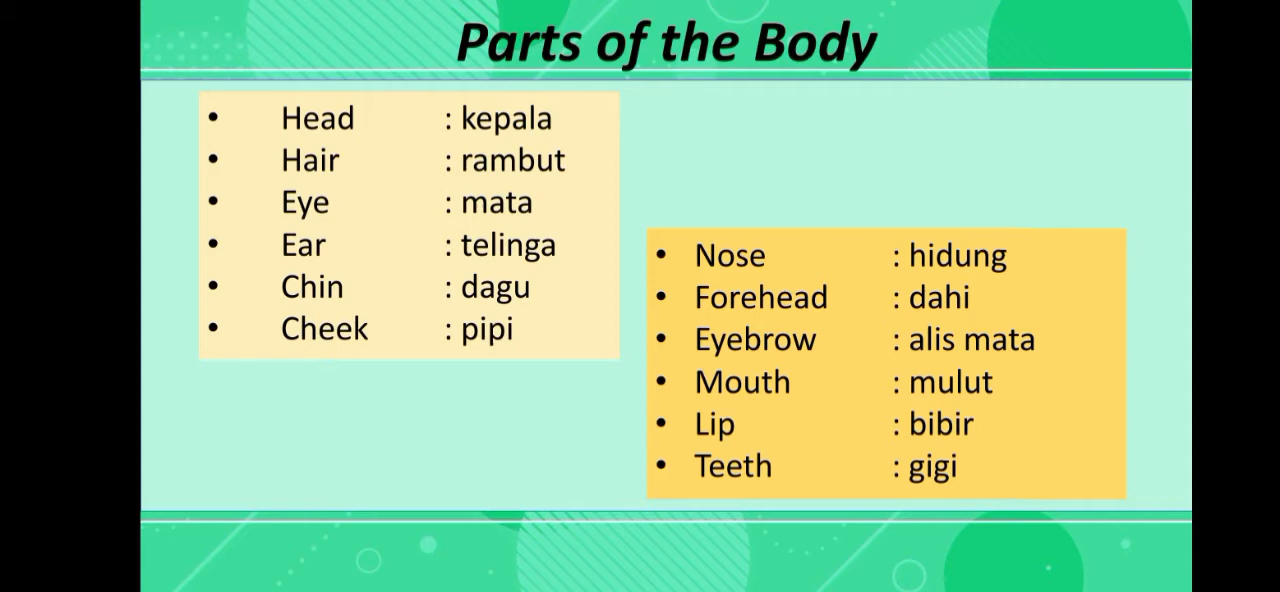 Parts of the Body
• Head : kepala
• Hair : rambut
• Eye : mata
• Ear : telinga
• Chin : dagu
• Cheek : pipi
• Nose : hidung
• Forehead : dahi
• Eyebrow : alis mata
• Mouth : mulut
• Lip : bibir
• Teeth : gigi